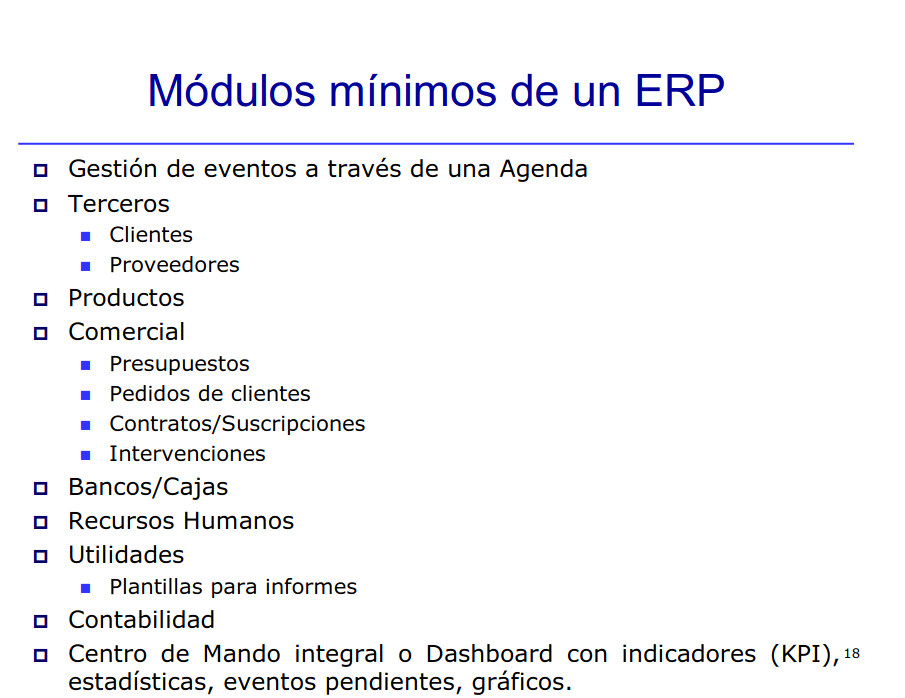 Módulos mínimos de un ERP
Gestión de eventos a través de una Agenda
Terceros
Clientes
Proveedores
Productos
Comercial
Presupuestos
Pedidos de clientes
Contratos/Suscripciones
Intervenciones
Bancos/Cajas
Recursos Humanos
Utilidades
Plantillas para informes
Contabilidad
Centro de Mando integral o Dashboard con indicadores (KPI),
estadísticas, eventos pendientes, gráficos.
18